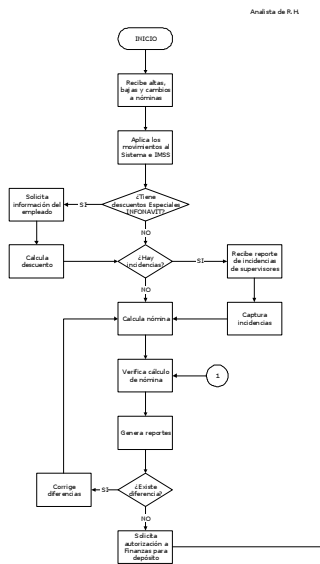 Analista de R.H.
INICIO
Recibe altas,
bajas y cambios
a nóminas
Aplica los
movimientos al
Sistema e IMSS
¿Tiene
descuentos Especiales
INFONAVIT?
SI
Solicita
información del
empleado
NO
Calcula
descuento
¿Hay
incidencias?
SI
Recibe reporte
de incidencias
de supervisores
NO
Captura
incidencias
Calcula nómina
Verifica cálculo
de nómina
1
Genera reportes
¿Existe
diferencia?
SI
Corrige
diferencias
NO
Solicita
autorización a
Finanzas para
depósito